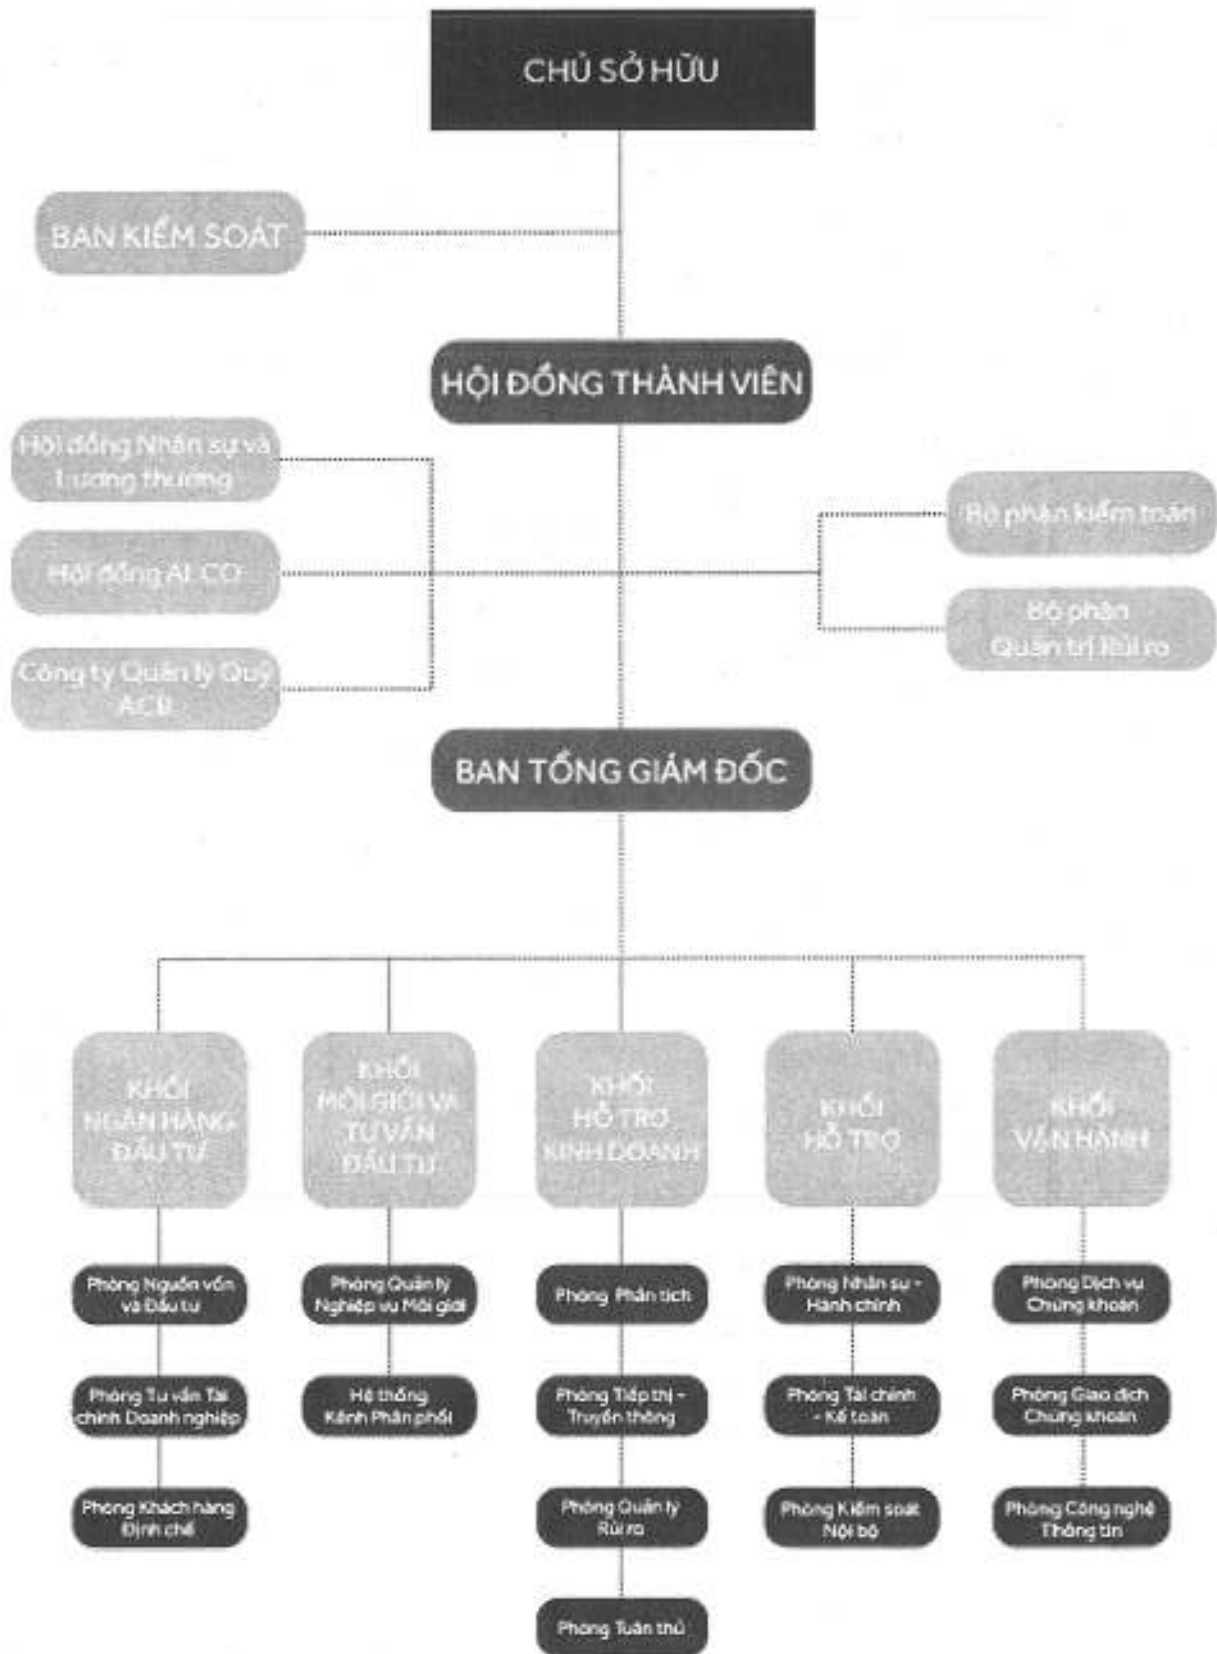 CHỦ SỞ HỮU
BAN KIỂM SOÁT
HỘI ĐỒNG THÀNH VIÊN
Hội đồng Nhân sự và
Lương thưởng
Hội đồng ALCO
Công ty Quản lý Quỹ
ACB
Bộ phận kiểm toán
Bộ phận
Quản trị Rủi ro
BAN TỔNG GIÁM ĐỐC
KHỐI
NGÂN HÀNG
ĐẦU TƯ
KHỐI
MÔI GIỚI VÀ
TƯ VẤN
ĐẦU TƯ
KHỐI
HỖ TRỢ
KINH DOANH
KHỐI
HỖ TRỢ
KHỐI
VẬN HÀNH
Phòng Nguồn vốn
và Đầu tư
Phòng Tư vấn Tài
chính Doanh nghiệp
Phòng Khách hàng
Định chế
Phòng Quản lý
Nghiệp vụ Môi giới
Hệ thống
Kênh Phân phối
Phòng Phân tích
Phòng Tiếp thị -
Truyền thông
Phòng Quản lý
Rủi ro
Phòng Tuân thủ
Phòng Nhân sự -
Hành chính
Phòng Tài chính
- Kế toán
Phòng Kiểm soát
Nội bộ
Phòng Dịch vụ
Chứng khoán
Phòng Giao dịch
Chứng khoán
Phòng Công nghệ
Thông tin